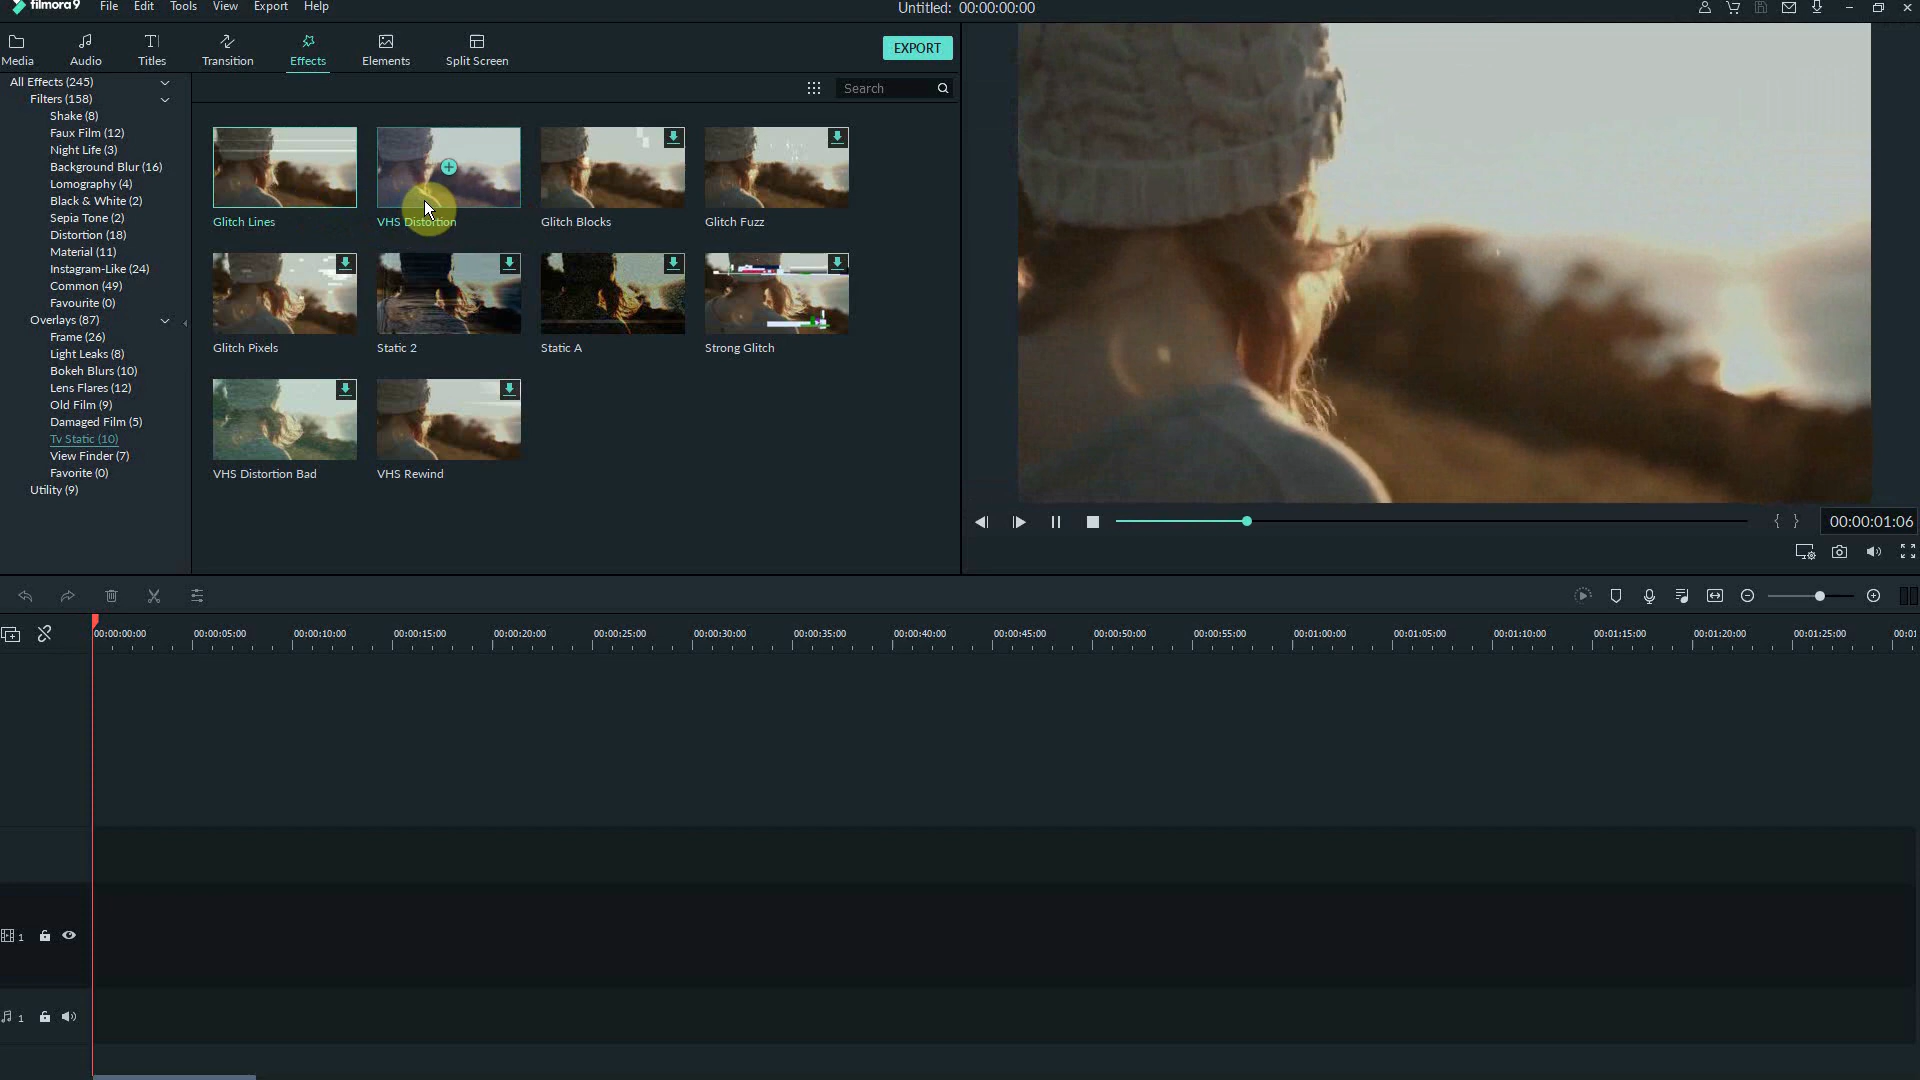 filmora9
File Edit Tools View Export Help
Untitled: 00:00:00:00
Media Audio Titles Transition Effects Elements Split Screen
EXPORT
All Effects (245)
Filters (158)
Shake (8)
Faux Film (12)
Night Life (3)
Background Blur (16)
Lomography (4)
Black & White (2)
Sepia Tone (2)
Distortion (18)
Material (11)
Instagram-Like (24)
Common (49)
Favourite (0)
Overlays (87)
Frame (26)
Light Leaks (8)
Bokeh Blurs (10)
Lens Flares (12)
Old Film (9)
Damaged Film (5)
Tv Static (10)
View Finder (7)
Favorite (0)
Utility (9)
Search
Glitch Lines
VHS Distortion
Glitch Blocks
Glitch Fuzz
Glitch Pixels
Static 2
Static A
Strong Glitch
VHS Distortion Bad
VHS Rewind
{ }
00:00:01:06
00:00:00:00 00:00:05:00 00:00:10:00 00:00:15:00 00:00:20:00 00:00:25:00 00:00:30:00 00:00:35:00 00:00:40:00 00:00:45:00 00:00:50:00 00:00:55:00 00:01:00:00 00:01:05:00 00:01:10:00 00:01:15:00 00:01:20:00 00:01:25:00 00:01
1
1